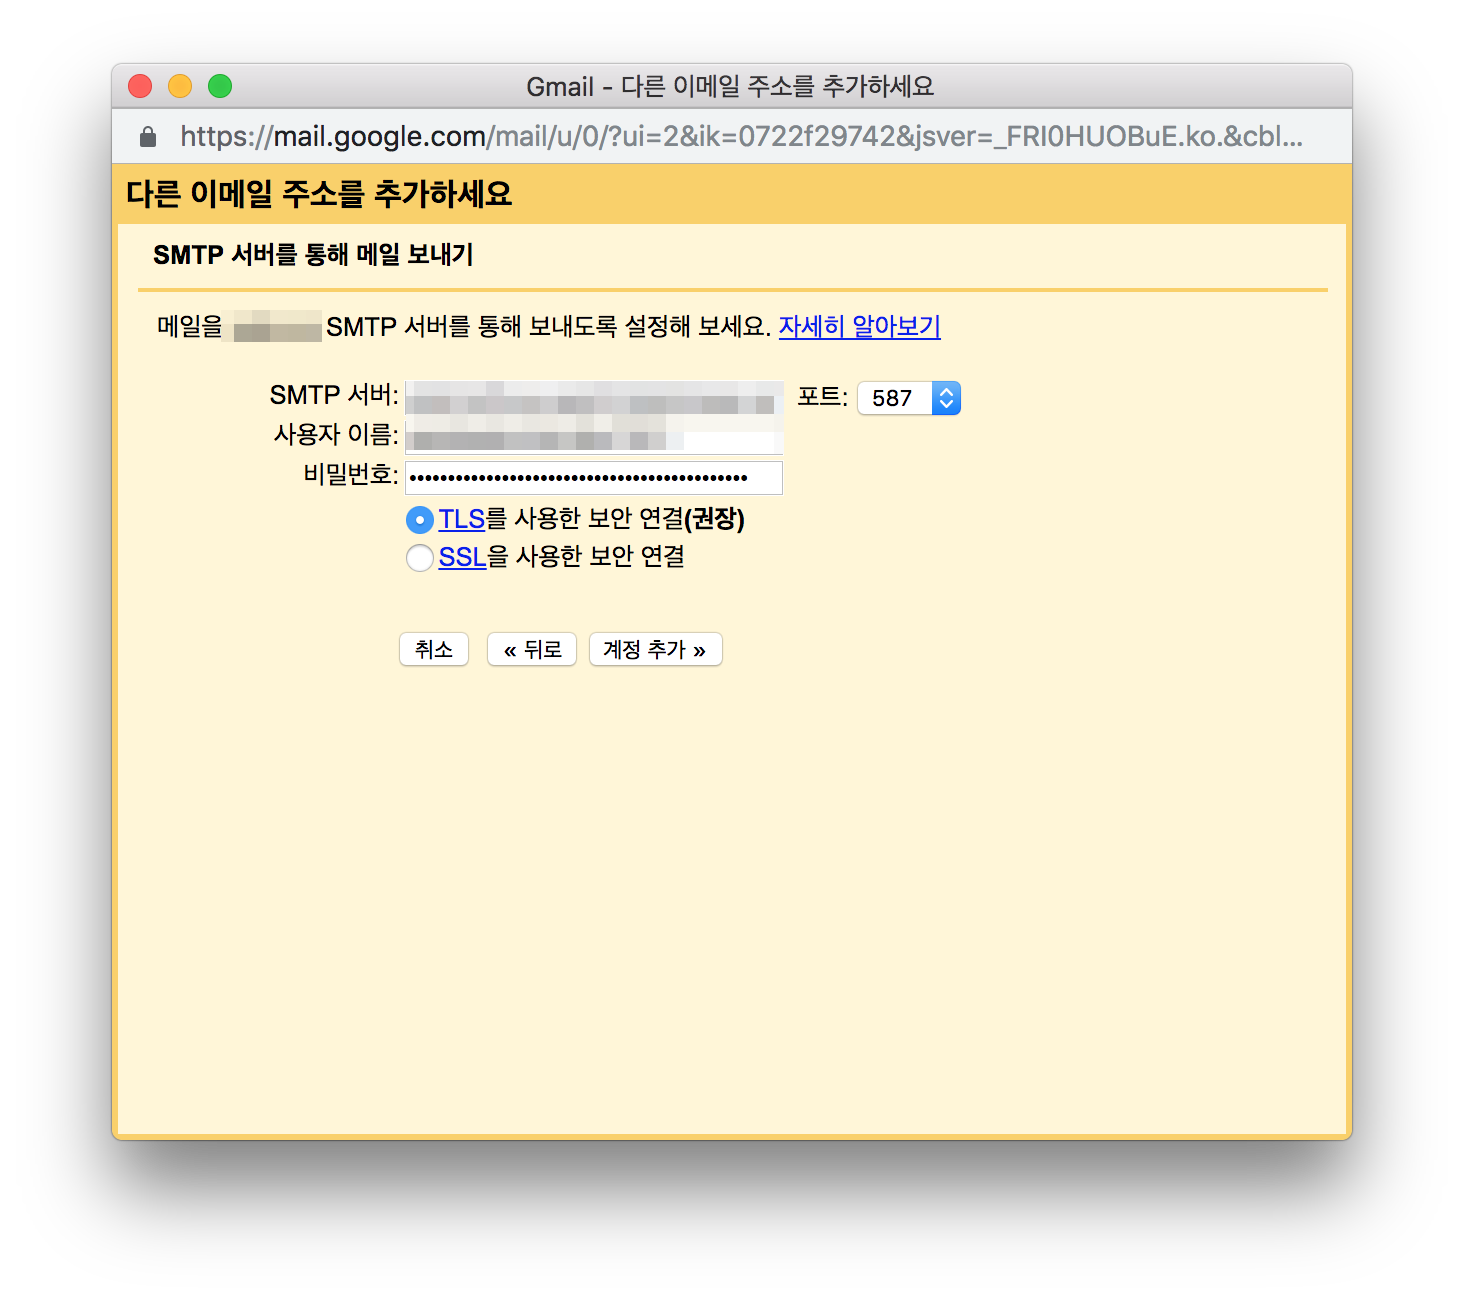 Gmail - 다른 이메일 주소를 추가하세요
https://mail.google.com/mail/u/0/?ui=2&ik=0722f29742&jsver=_FRI0HUOBuE.ko.&cbl...
다른 이메일 주소를 추가하세요
SMTP 서버를 통해 메일 보내기
메일을 SMTP 서버를 통해 보내도록 설정해 보세요. 자세히 알아보기
SMTP 서버: 포트: 587
사용자 이름:
비밀번호: ••••••••••••••••••••••••••••••••••••••••••••
TLS를 사용한 보안 연결(권장)
SSL을 사용한 보안 연결
취소 « 뒤로 계정 추가 »